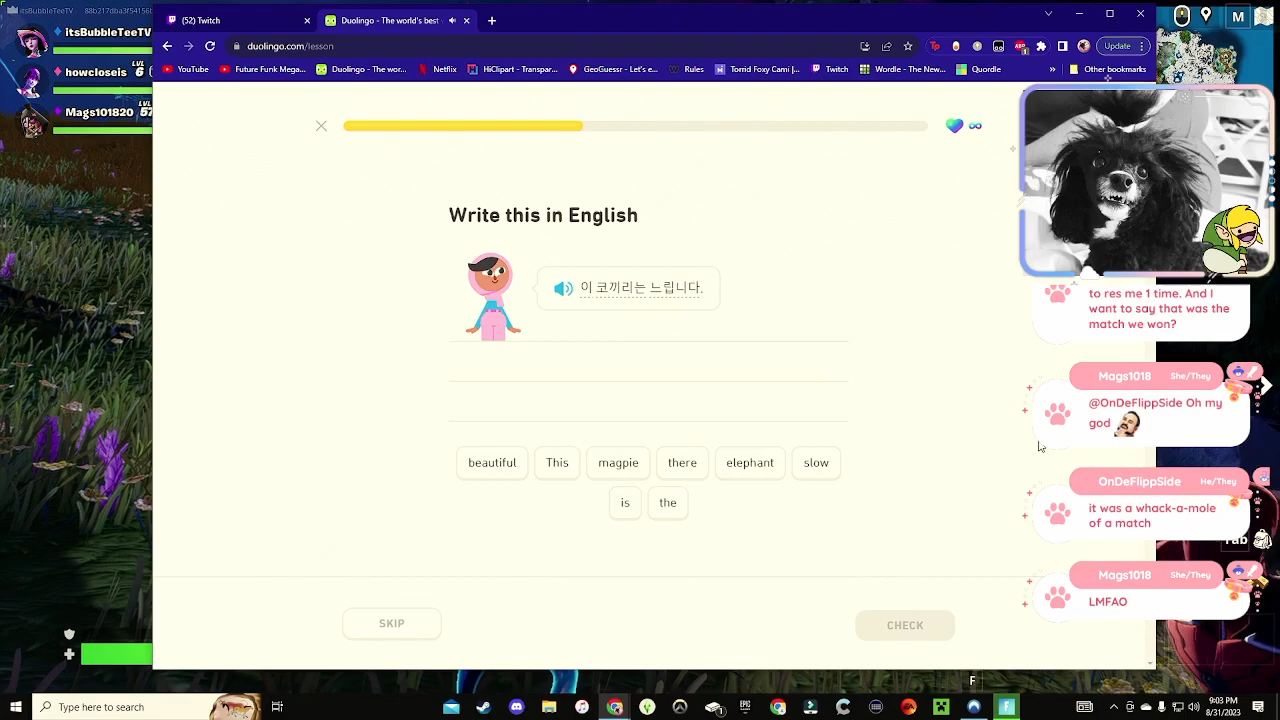 itsBubbleTeeTV
howcloseis
LVL
6
Mags101820
LVL
57
(52) Twitch
Duolingo - The world's best
duolingo.com/lesson
Update
YouTube
Future Funk Mega...
Duolingo - The wor...
Netflix
HiClipart - Transpar...
GeoGuessr - Let's e...
Rules
Torrid Foxy Cami |...
Twitch
Wordle - The New...
Quordle
Other bookmarks
M
Write this in English
이 코끼리는 느립니다.
beautiful
This
magpie
there
elephant
slow
is
the
SKIP
CHECK
to res me 1 time. And I
want to say that was the
match we won?
Mags1018 She/They
@OnDeFlippSide Oh my
god
OnDeFlippSide He/They
it was a whack-a-mole
of a match
Mags1018 She/They
LMFAO
Tab
F
Type here to search
9:03 PM
8/31/2023